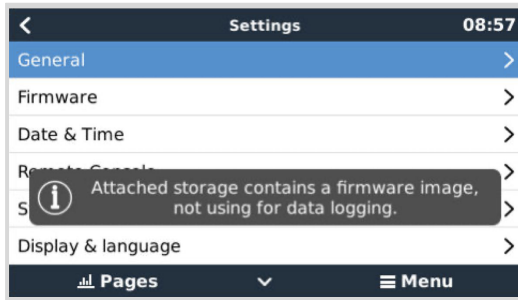 Settings
08:57
General
Firmware
Date & Time
Attached storage contains a firmware image,
not using for data logging.
Display & language
Pages
Menu